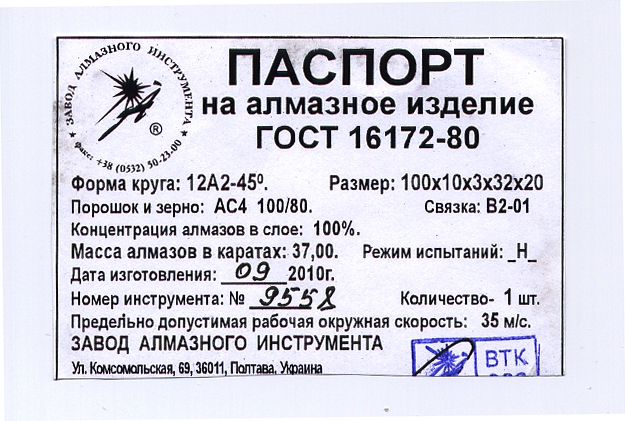 ★ ЗАВОД АЛМАЗНОГО ИНСТРУМЕНТА ★
факс: +38 (0532) 50-23-00
®
ПАСПОРТ
на алмазное изделие
ГОСТ 16172-80
Форма круга: 12А2-45⁰. Размер: 100х10х3х32х20
Порошок и зерно: АС4 100/80. Связка: В2-01
Концентрация алмазов в слое: 100%.
Масса алмазов в каратах: 37,00. Режим испытаний: _Н_
Дата изготовления: 09 2010г.
Номер инструмента: № 9558 Количество- 1 шт.
Предельно допустимая рабочая окружная скорость: 35 м/с.
ЗАВОД АЛМАЗНОГО ИНСТРУМЕНТА
Ул. Комсомольская, 69, 36011, Полтава, Украина
ВТК